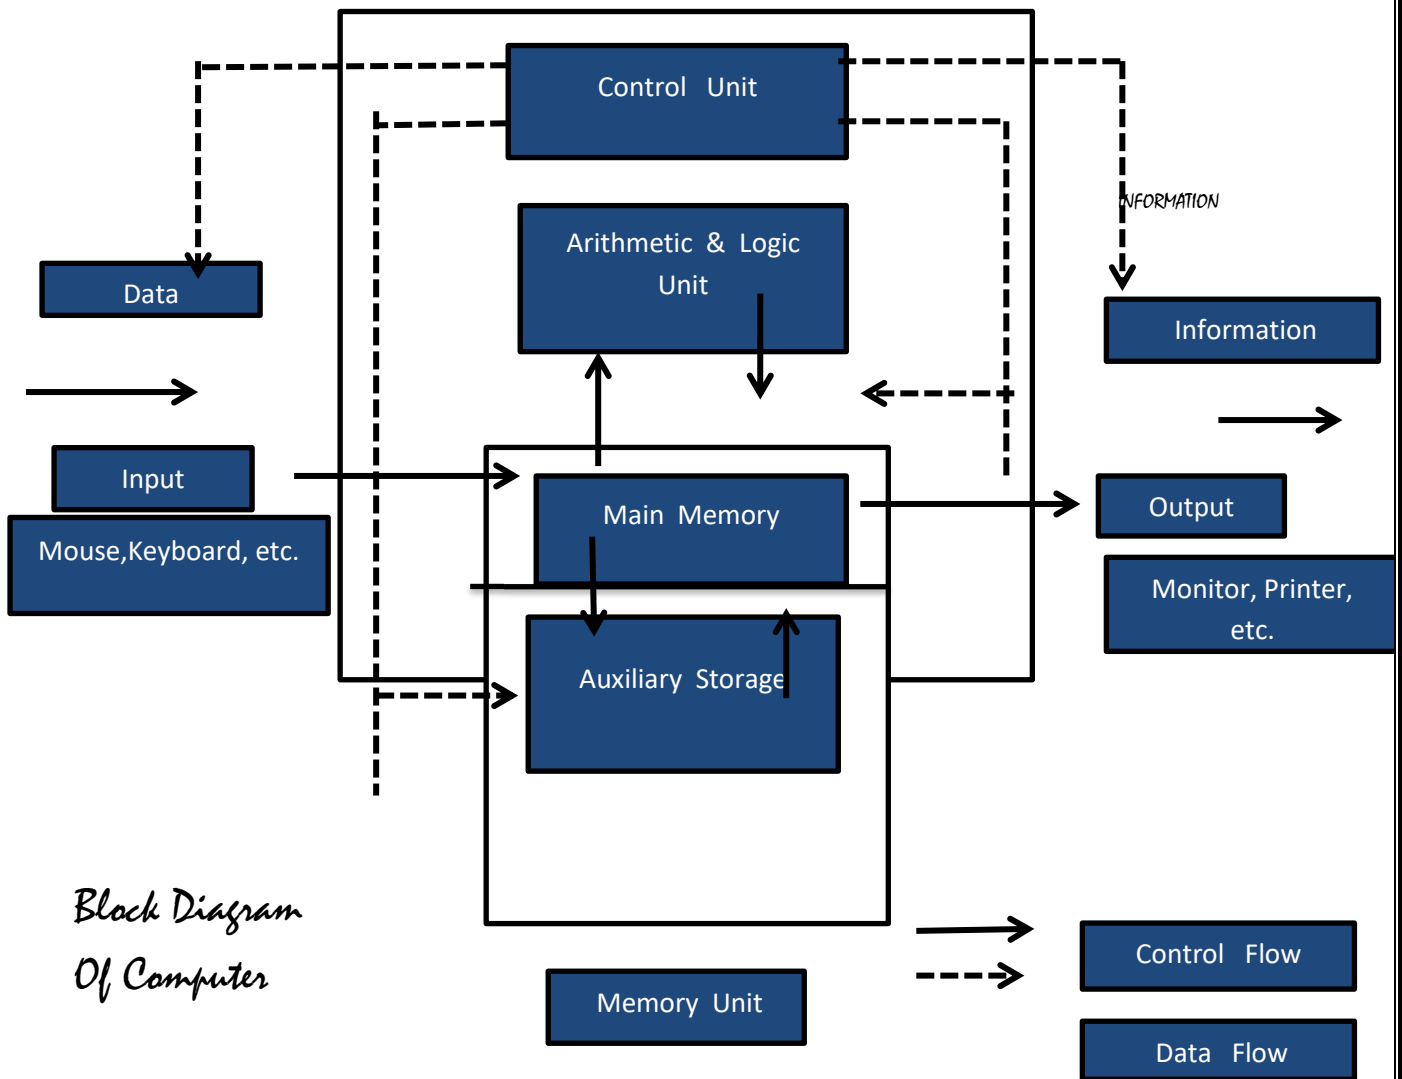 Control Unit
INFORMATION
Arithmetic & Logic
Unit
Data
Information
Input
Main Memory
Output
Mouse,Keyboard, etc.
Monitor, Printer,
etc.
Auxiliary Storage
Block Diagram
Of Computer
Control Flow
Memory Unit
Data Flow